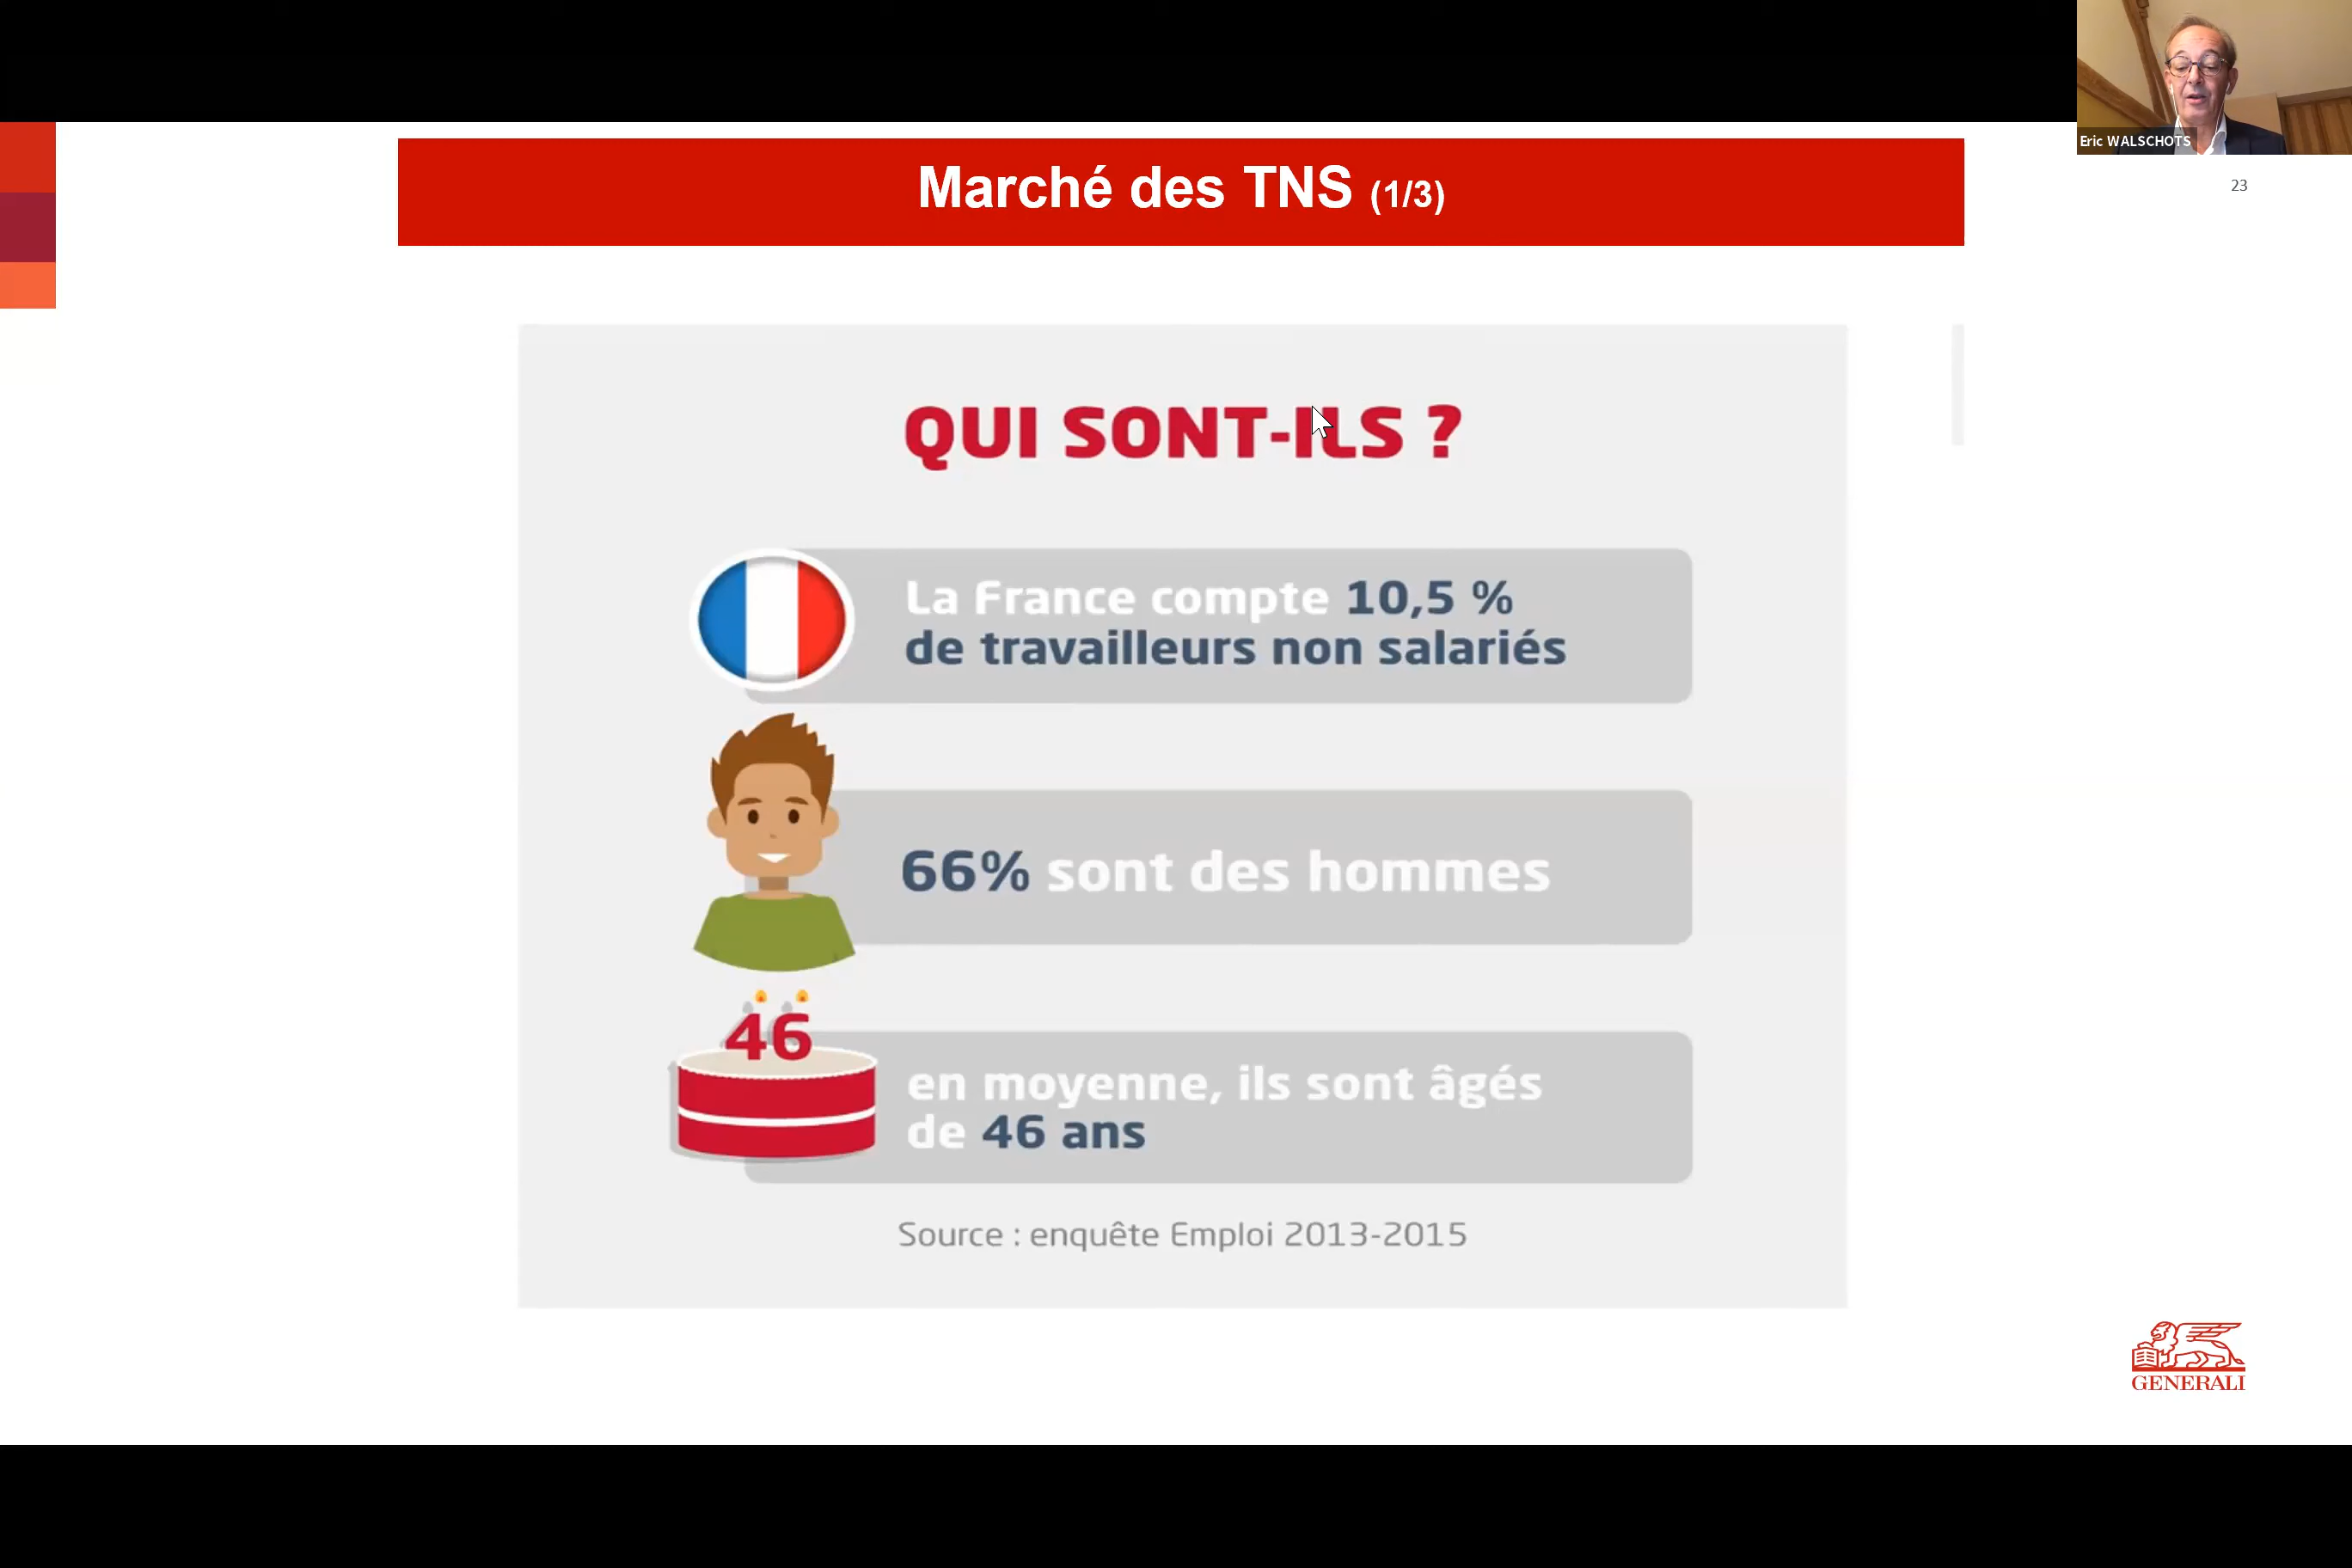 Eric WALSCHOTS
Marché des TNS (1/3)
23
QUI SONT-ILS ?
La France compte 10,5 %
de travailleurs non salariés
66% sont des hommes
46
en moyenne, ils sont âgés
de 46 ans
Source : enquête Emploi 2013-2015
GENERALI